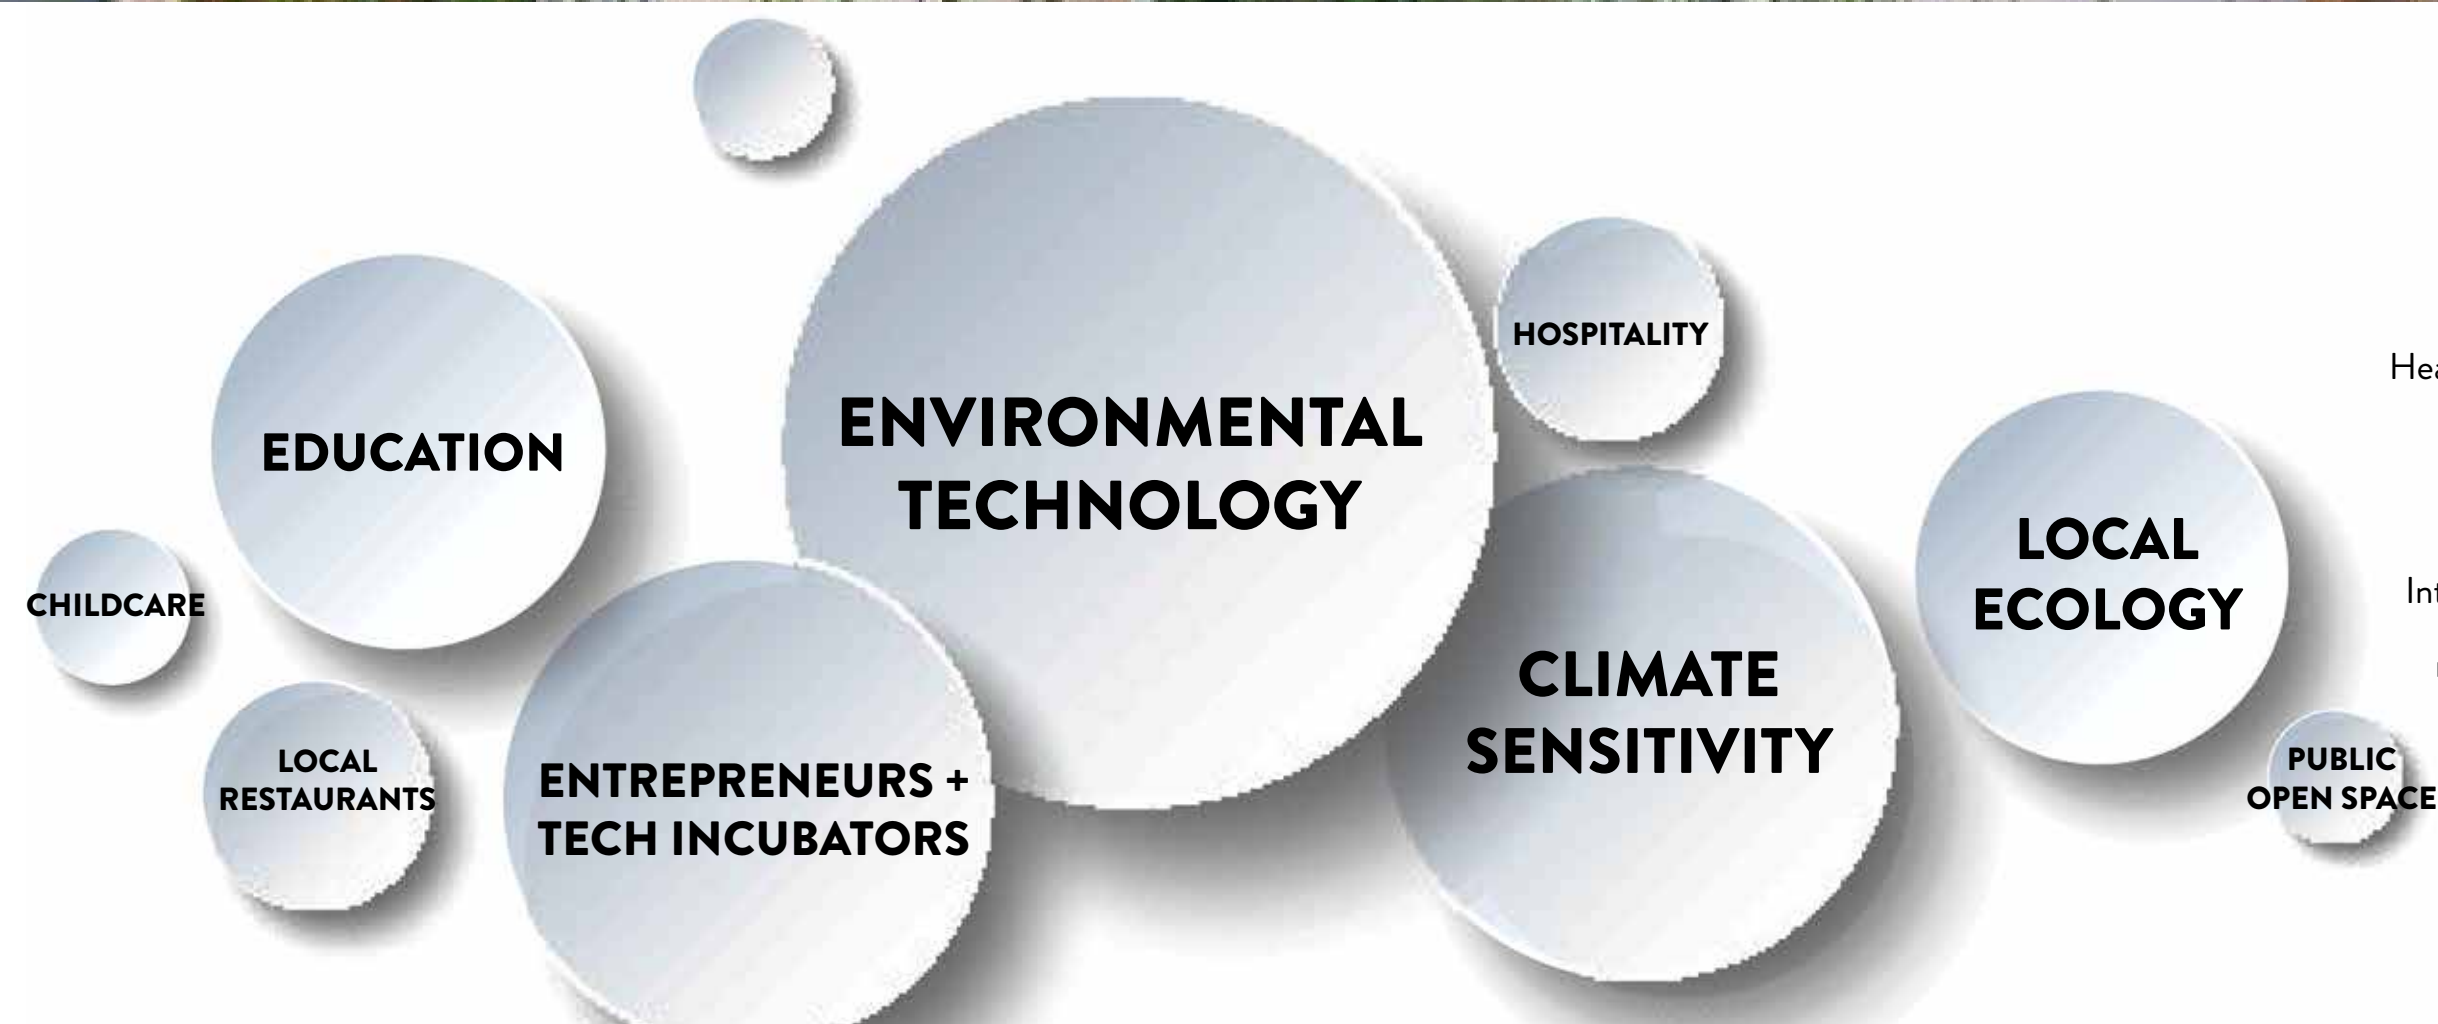 HOSPITALITY
ENVIRONMENTAL
TECHNOLOGY
EDUCATION
LOCAL
ECOLOGY
CHILDCARE
CLIMATE
SENSITIVITY
LOCAL
RESTAURANTS
ENTREPRENEURS +
TECH INCUBATORS
PUBLIC
OPEN SPACE